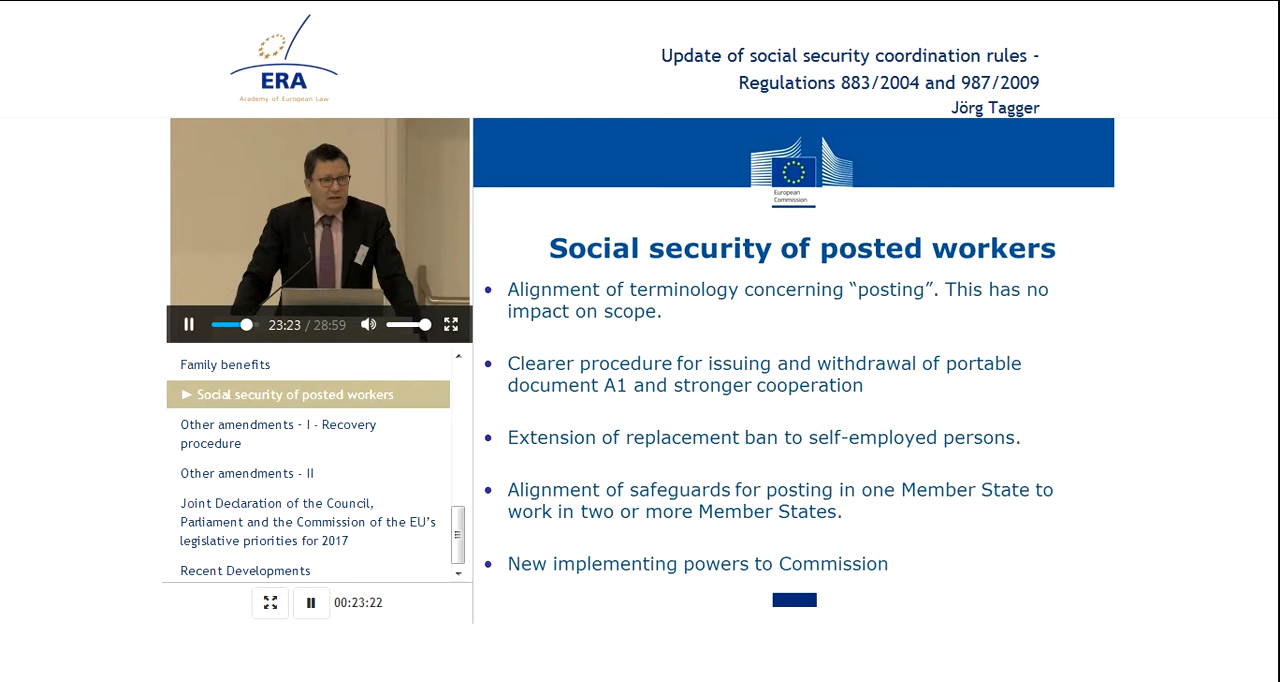 ERA
Academy of European Law
Update of social security coordination rules -
Regulations 883/2004 and 987/2009
Jörg Tagger
23:23 / 28:59
Family benefits
► Social security of posted workers
Other amendments - I - Recovery
procedure
Other amendments - II
Joint Declaration of the Council,
Parliament and the Commission of the EU’s
legislative priorities for 2017
Recent Developments
00:23:22
European
Commission
Social security of posted workers
• Alignment of terminology concerning “posting”. This has no
impact on scope.
• Clearer procedure for issuing and withdrawal of portable
document A1 and stronger cooperation
• Extension of replacement ban to self-employed persons.
• Alignment of safeguards for posting in one Member State to
work in two or more Member States.
• New implementing powers to Commission